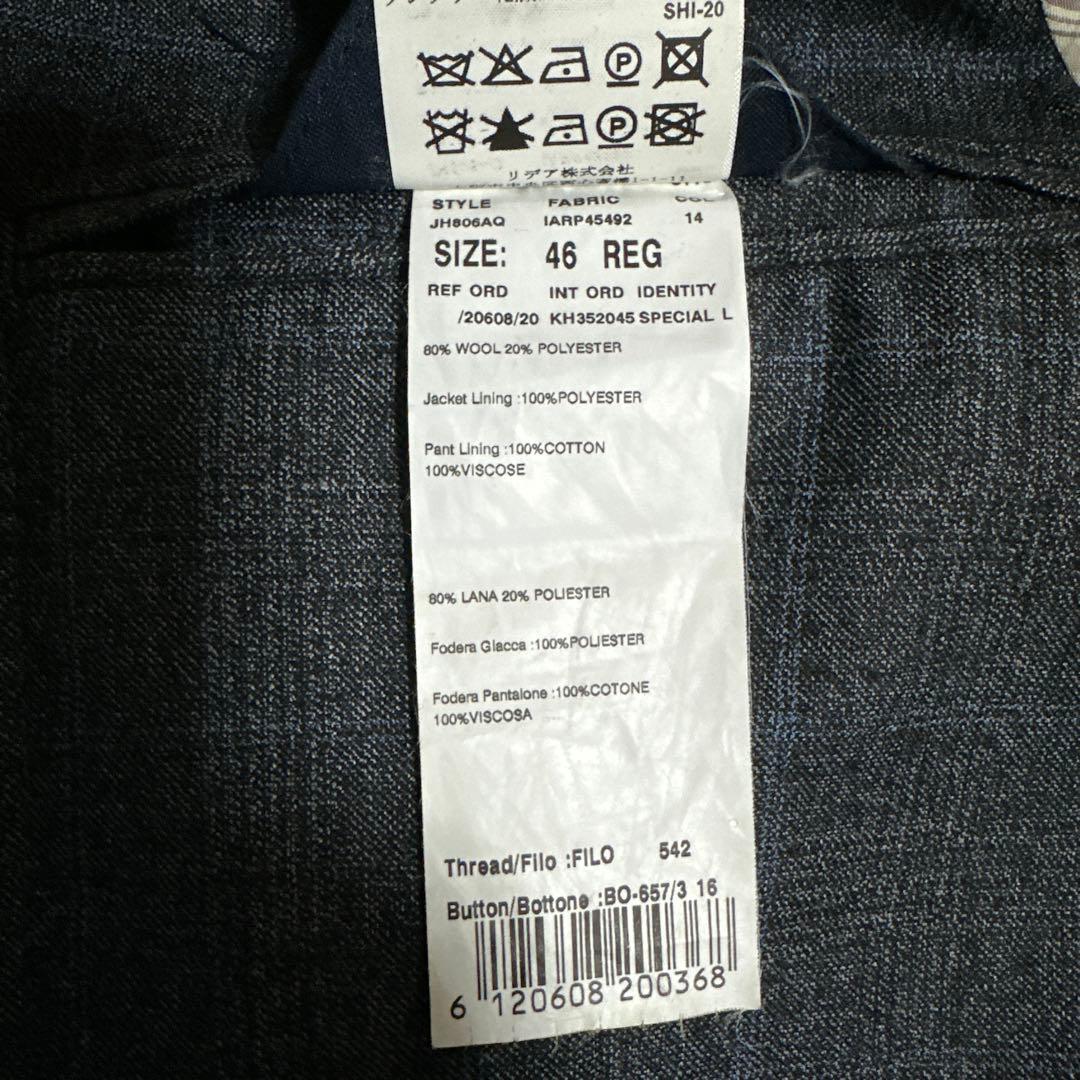 SHI-20
リデア株式会社
STYLE FABRIC
JH806AQ IARP45492 14
SIZE: 46 REG
REF ORD INT ORD IDENTITY
/20608/20 KH352045 SPECIAL L
80% WOOL 20% POLYESTER
Jacket Lining :100%POLYESTER
Pant Lining :100%COTTON
100%VISCOSE
80% LANA 20% POLIESTER
Fodera Giacca :100%POLIESTER
Fodera Pantalone :100%COTONE
100%VISCOSA
Thread/Filo :FILO 542
Button/Bottone :BO-657/3 16
6 120608 200368